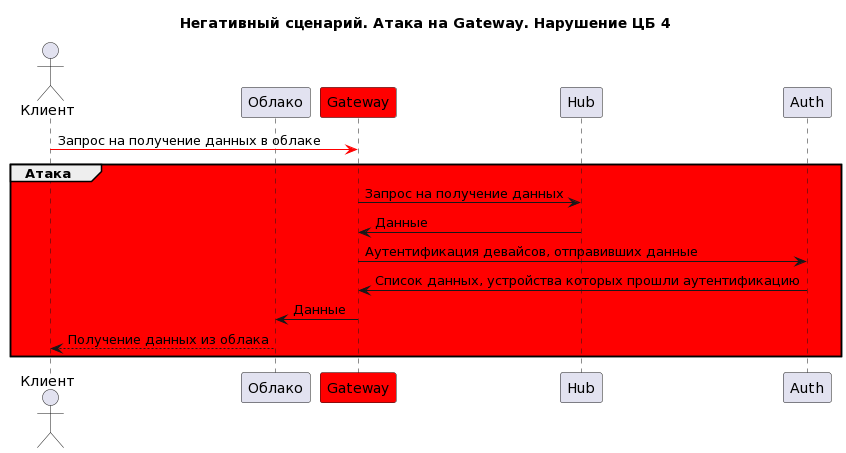 Негативный сценарий. Атака на Gateway. Нарушение ЦБ 4
Клиент
Облако
Gateway
Hub
Auth
Запрос на получение данных в облаке
Атака
Запрос на получение данных
Данные
Аутентификация девайсов, отправивших данные
Список данных, устройства которых прошли аутентификацию
Данные
Получение данных из облака
Клиент
Облако
Gateway
Hub
Auth